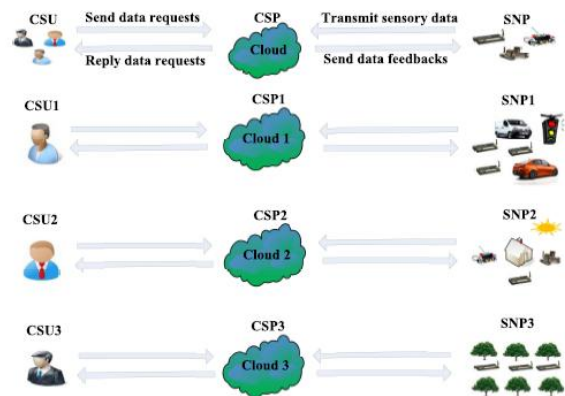 CSU Send data requests CSP Transmit sensory data SNP
Cloud
Reply data requests Send data feedbacks
CSU1 CSP1 SNP1
Cloud 1
CSU2 CSP2 SNP2
Cloud 2
CSU3 CSP3 SNP3
Cloud 3